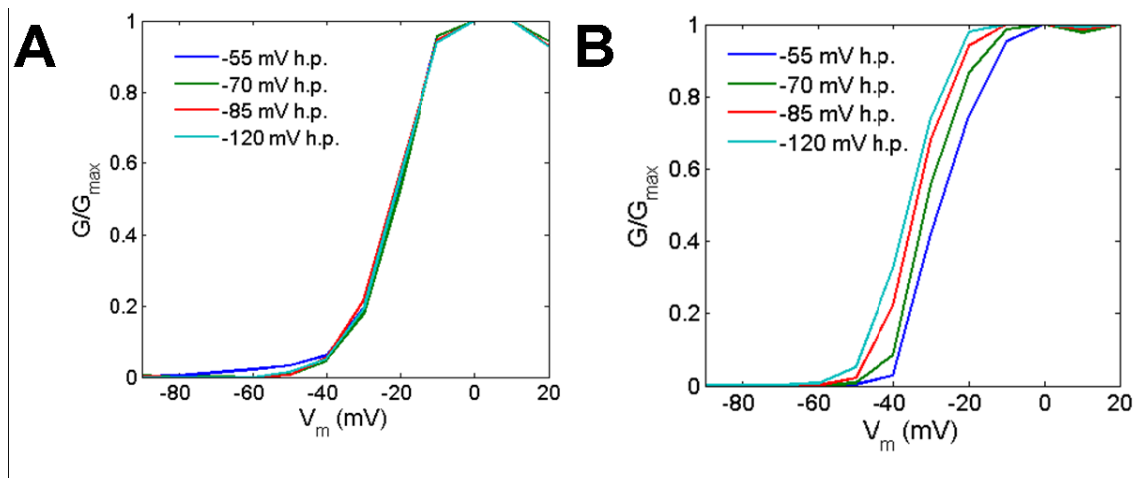 A
-55 mV h.p.
-70 mV h.p.
-85 mV h.p.
-120 mV h.p.
G/Gmax
1
0.8
0.6
0.4
0.2
0
-80 -60 -40 -20 0 20
Vm (mV)
B
-55 mV h.p.
-70 mV h.p.
-85 mV h.p.
-120 mV h.p.
G/Gmax
1
0.8
0.6
0.4
0.2
0
-80 -60 -40 -20 0 20
Vm (mV)